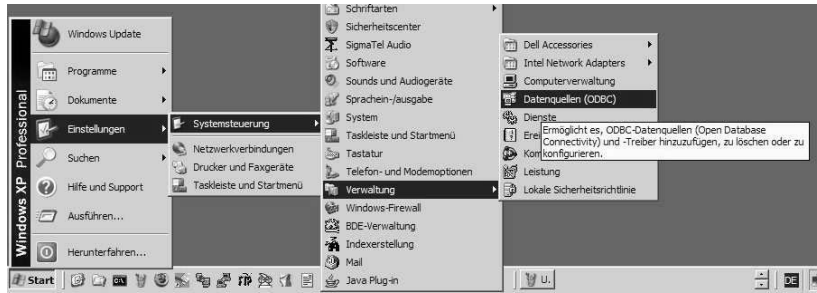 Windows XP Professional
Windows Update
Programme
Dokumente
Einstellungen
Suchen
Hilfe und Support
Ausführen...
Herunterfahren...
Systemsteuerung
Netzwerkverbindungen
Drucker und Faxgeräte
Taskleiste und Startmenü
Schriftarten
Sicherheitscenter
SigmaTel Audio
Software
Sounds und Audiogeräte
Sprachein-/ausgabe
System
Taskleiste und Startmenü
Tastatur
Telefon- und Modemoptionen
Verwaltung
Windows-Firewall
BDE-Verwaltung
Indexerstellung
Mail
Java Plug-in
Dell Accessories
Intel Network Adapters
Computerverwaltung
Datenquellen (ODBC)
Dienste
Erei
Kom
Leistung
Lokale Sicherheitsrichtlinie
Ermöglicht es, ODBC-Datenquellen (Open Database
Connectivity) und -Treiber hinzuzufügen, zu löschen oder zu
konfigurieren.
Start
ftp
U.
DE